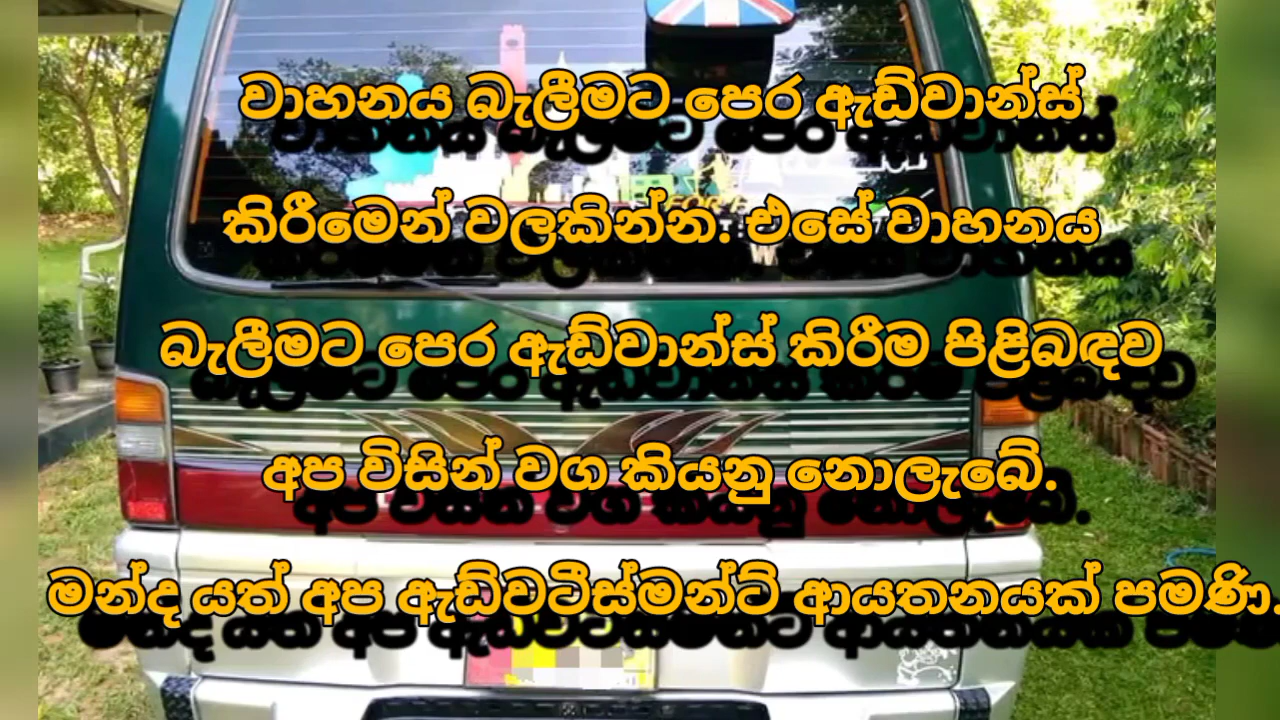 වාහනය බැලීමට පෙර ඇඩ්වාන්ස්
කිරීමෙන් වලකින්න. එසේ වාහනය
බැලීමට පෙර ඇඩ්වාන්ස් කිරීම පිළිබඳව
අප විසින් වග කියනු නොලැබේ.
මන්ද යත් අප ඇඩ්වටීස්මන්ට් ආයතනයක් පමණි.